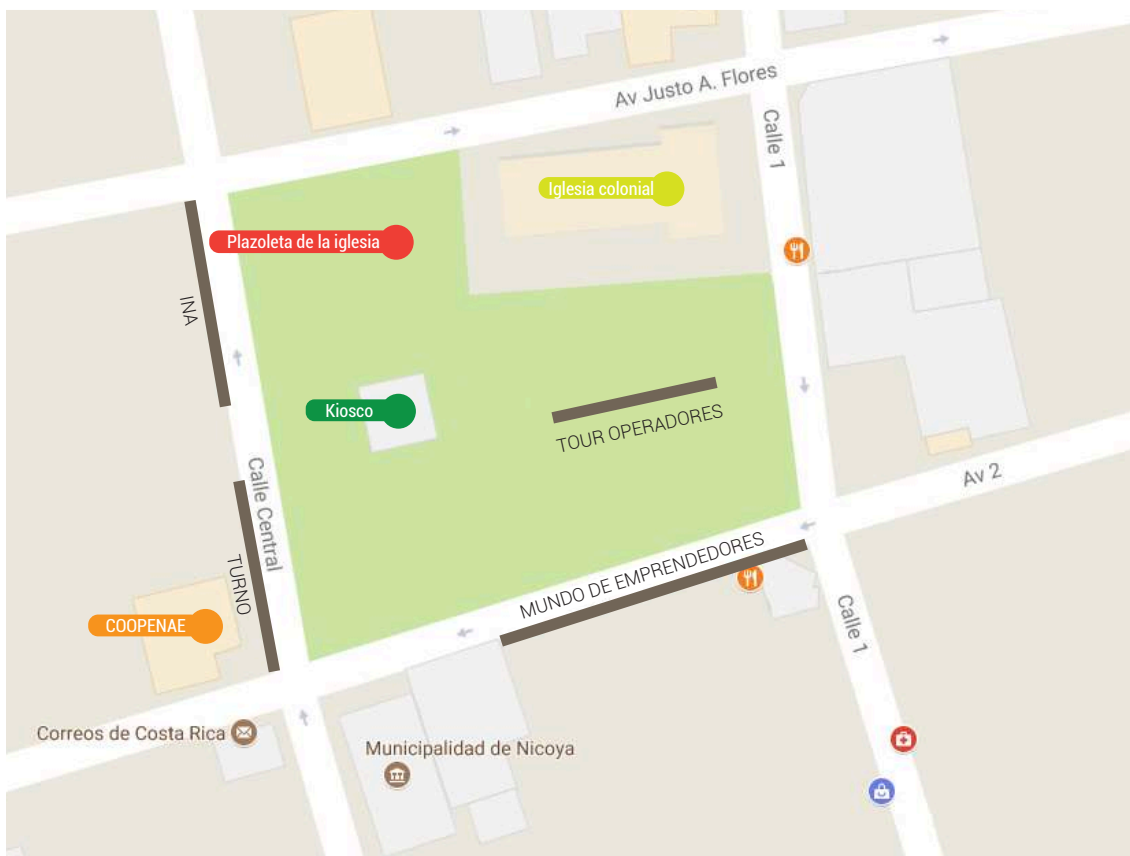 Av Justo A. Flores
Calle 1
Iglesia colonial
Plazoleta de la iglesia
INA
Kiosco
TOUR OPERADORES
Calle Central
Av 2
TURNO
MUNDO DE EMPRENDEDORES
COOPENAE
Calle 1
Correos de Costa Rica
Municipalidad de Nicoya